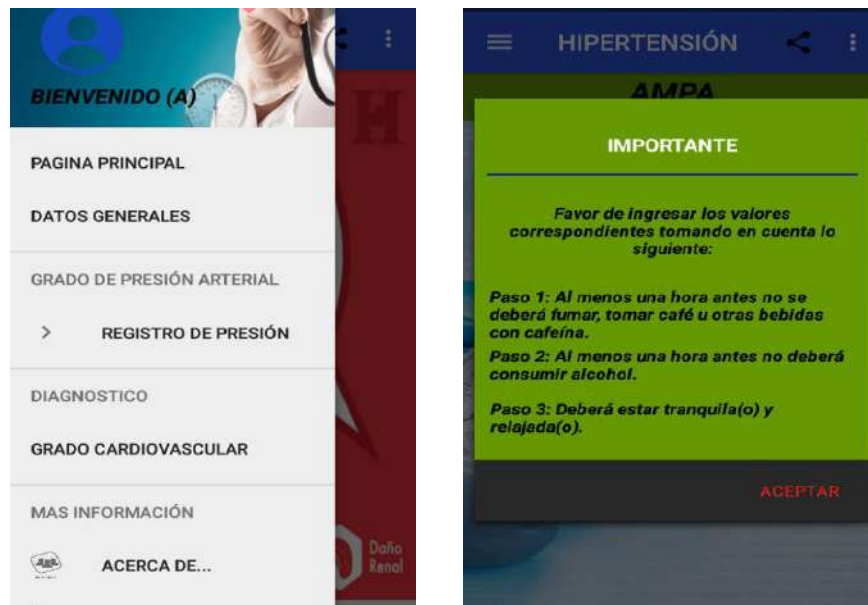 BIENVENIDO (A)
H
PAGINA PRINCIPAL
DATOS GENERALES
GRADO DE PRESIÓN ARTERIAL
> REGISTRO DE PRESIÓN
DIAGNOSTICO
GRADO CARDIOVASCULAR
MAS INFORMACIÓN
ACERCA DE...
Daño
Renal
HIPERTENSIÓN
AMPA
IMPORTANTE
Favor de ingresar los valores
correspondientes tomando en cuenta lo
siguiente:
Paso 1: Al menos una hora antes no se
deberá fumar, tomar café u otras bebidas
con cafeína.
Paso 2: Al menos una hora antes no deberá
consumir alcohol.
Paso 3: Deberá estar tranquila(o) y
relajada(o).
ACEPTAR